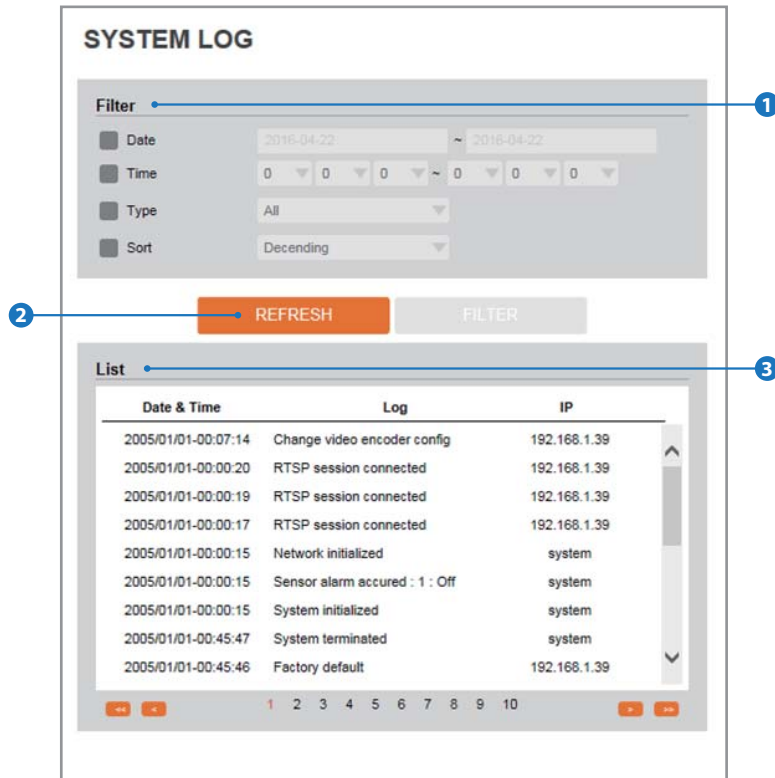 SYSTEM LOG
Filter
1
Date 2016-04-22 ~ 2016-04-22
Time 0 0 0 ~ 0 0 0
Type All
Sort Decending
2
REFRESH FILTER
List
3
Date & Time Log IP
2005/01/01-00:07:14 Change video encoder config 192.168.1.39
2005/01/01-00:00:20 RTSP session connected 192.168.1.39
2005/01/01-00:00:19 RTSP session connected 192.168.1.39
2005/01/01-00:00:17 RTSP session connected 192.168.1.39
2005/01/01-00:00:15 Network initialized system
2005/01/01-00:00:15 Sensor alarm accured : 1 : Off system
2005/01/01-00:00:15 System initialized system
2005/01/01-00:45:47 System terminated system
2005/01/01-00:45:46 Factory default 192.168.1.39
<< < 1 2 3 4 5 6 7 8 9 10 > >>